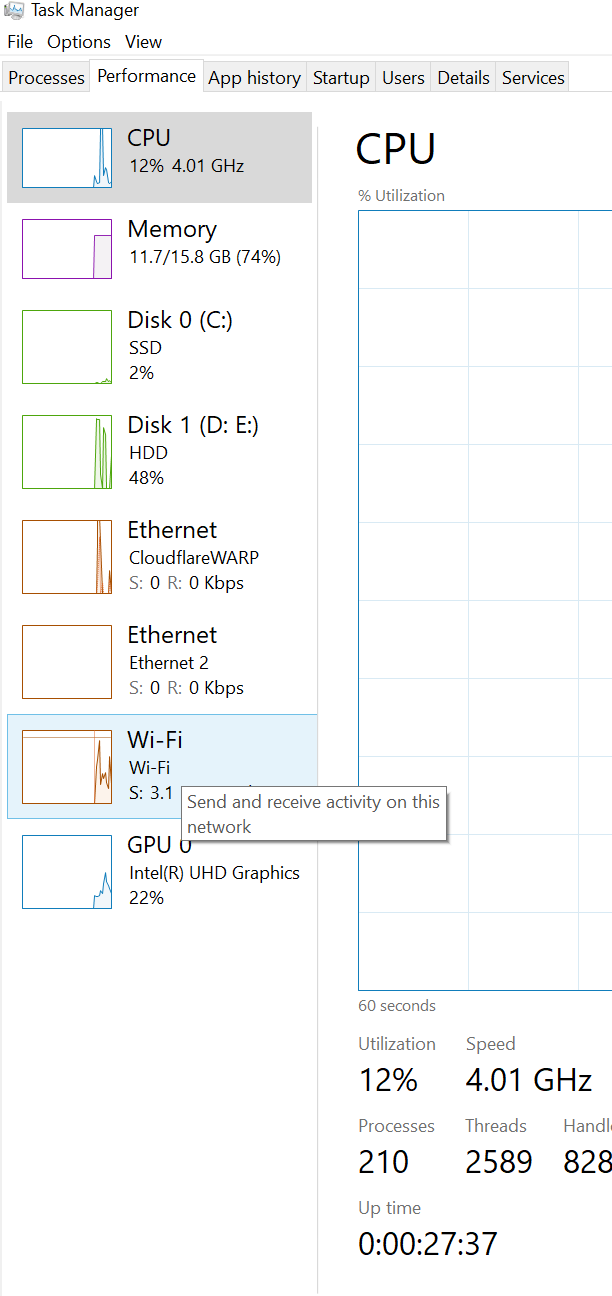 Task Manager
File Options View
Processes Performance App history Startup Users Details Services
CPU
12% 4.01 GHz
Memory
11.7/15.8 GB (74%)
Disk 0 (C:)
SSD
2%
Disk 1 (D: E:)
HDD
48%
Ethernet
CloudflareWARP
S: 0 R: 0 Kbps
Ethernet
Ethernet 2
S: 0 R: 0 Kbps
Wi-Fi
Wi-Fi
S: 3.1
Send and receive activity on this
network
GPU 0
Intel(R) UHD Graphics
22%
CPU
% Utilization
60 seconds
Utilization Speed
12% 4.01 GHz
Processes Threads
210 2589 828
Up time
0:00:27:37